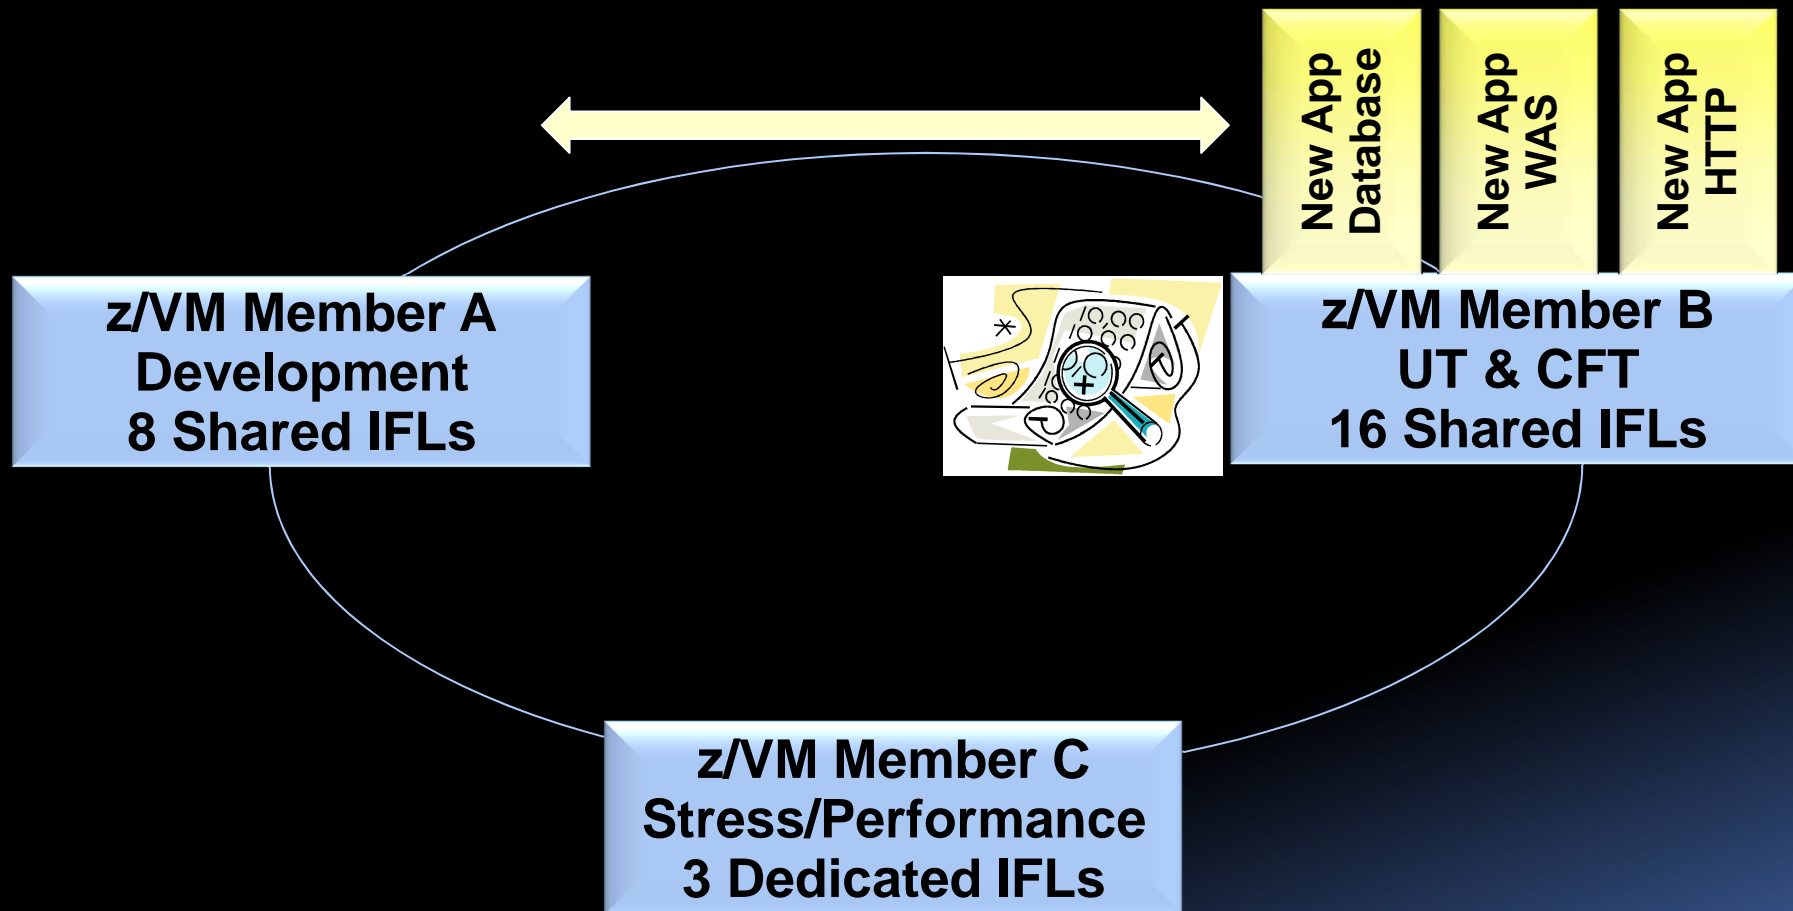 New App
Database
New App
WAS
New App
HTTP
z/VM Member A
Development
8 Shared IFLs
z/VM Member B
UT & CFT
16 Shared IFLs
z/VM Member C
Stress/Performance
3 Dedicated IFLs